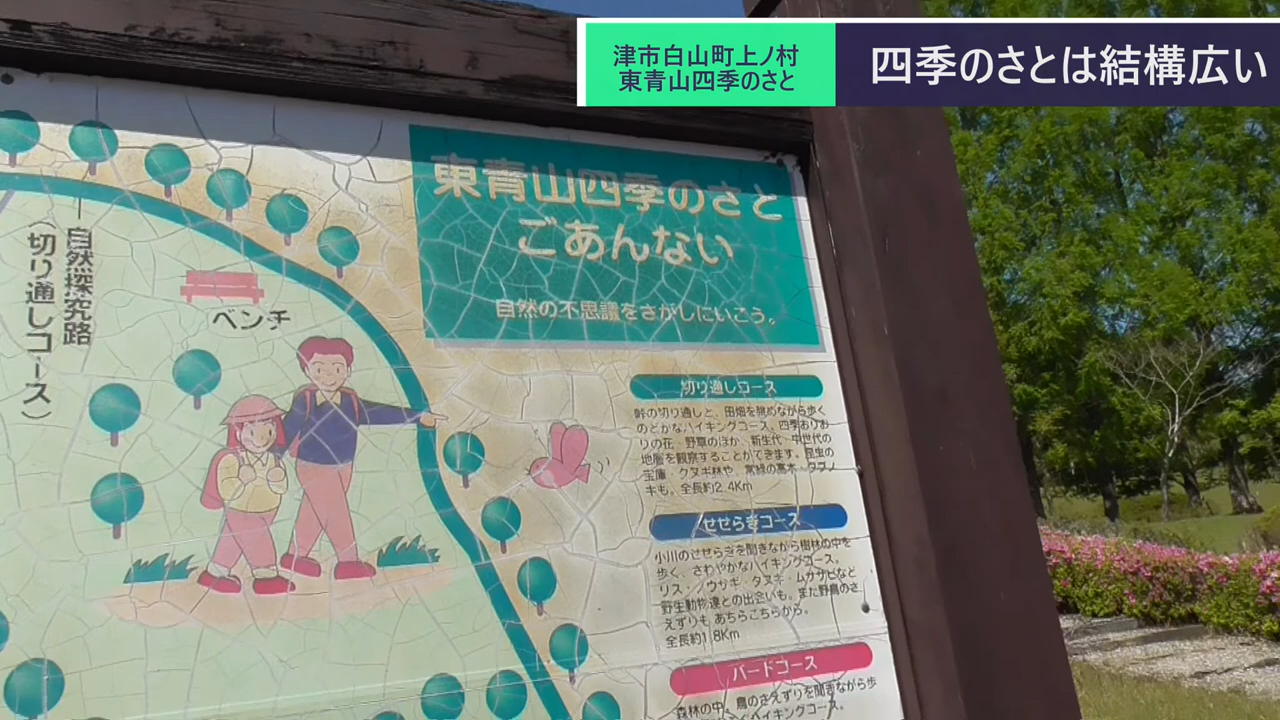 津市白山町上ノ村
東青山四季のさと
四季のさとは結構広い
東青山四季のさと
ごあんない
自然の不思議をさがしにいこう。
自然探究路
(切り通しコース)
ベンチ
切り通しコース
峠の切り通しと、田畑を眺めながら歩く
のどかなハイキングコース。四季おりお
りの花・野草のほか、新生代・中世代の
地層を観察することができます。昆虫の
宝庫・クヌギ林や、常緑の高木・タブノ
キも。全長約2.4Km
せせらぎコース
小川のせせらぎを聞きながら樹林の中を
歩く、さわやかなハイキングコース。
リス・ノウサギ・タヌキ・ムササビなど
野生動物達との出会いも。また野鳥のさ
えずりも あちらこちらから。
全長約1.8Km
バードコース
森林の中、鳥のさえずりを聞きながら歩
ハイキングコース。